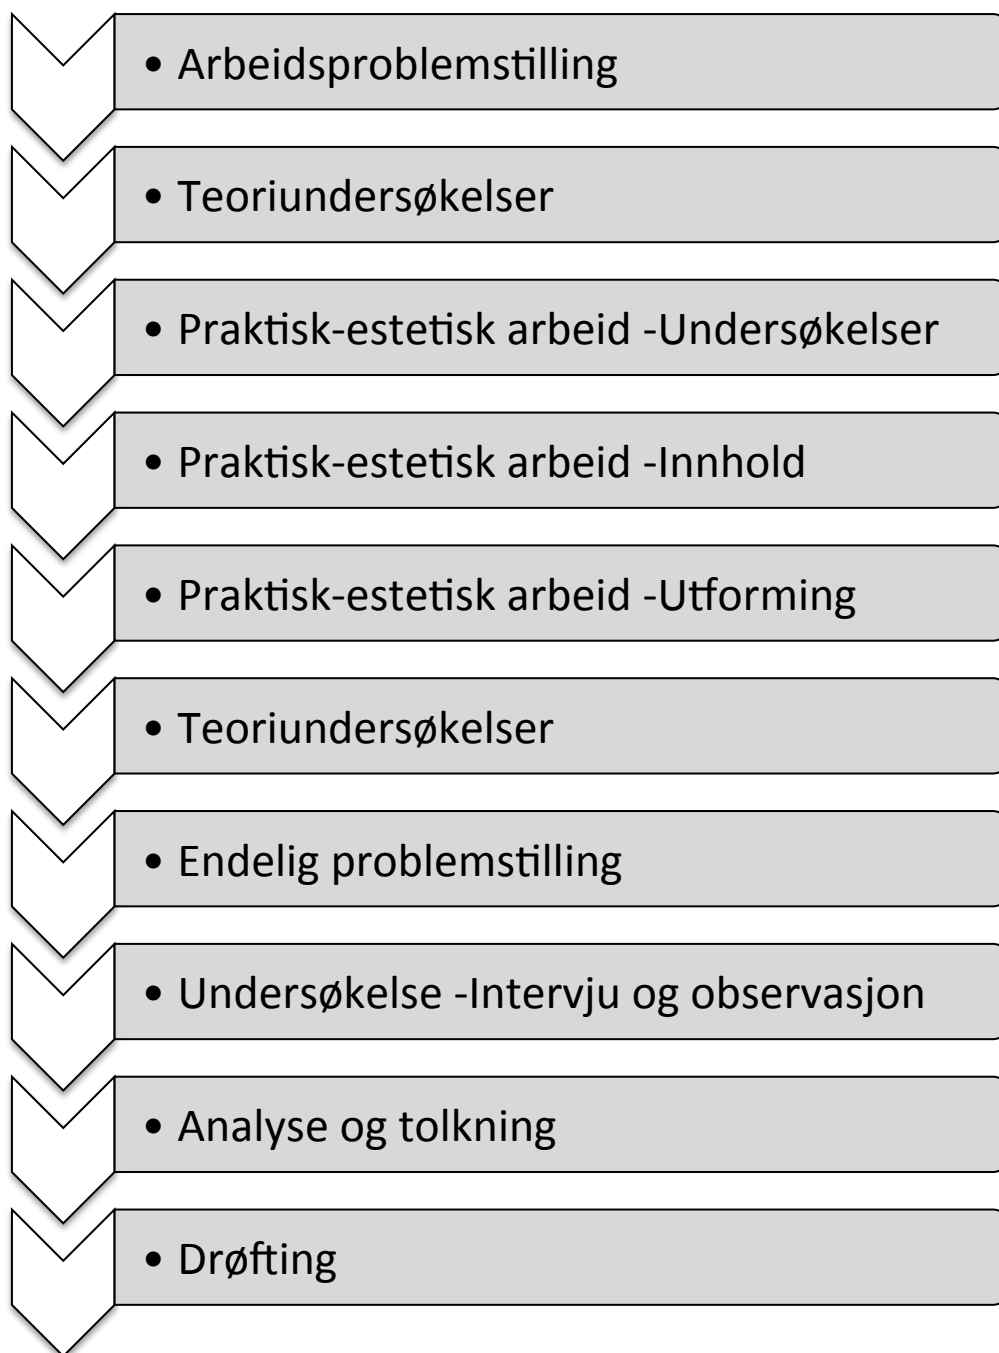 • Arbeidsproblemstilling
• Teoriundersøkelser
• Praktisk-estetisk arbeid -Undersøkelser
• Praktisk-estetisk arbeid -Innhold
• Praktisk-estetisk arbeid -Utforming
• Teoriundersøkelser
• Endelig problemstilling
• Undersøkelse -Intervju og observasjon
• Analyse og tolkning
• Drøfting